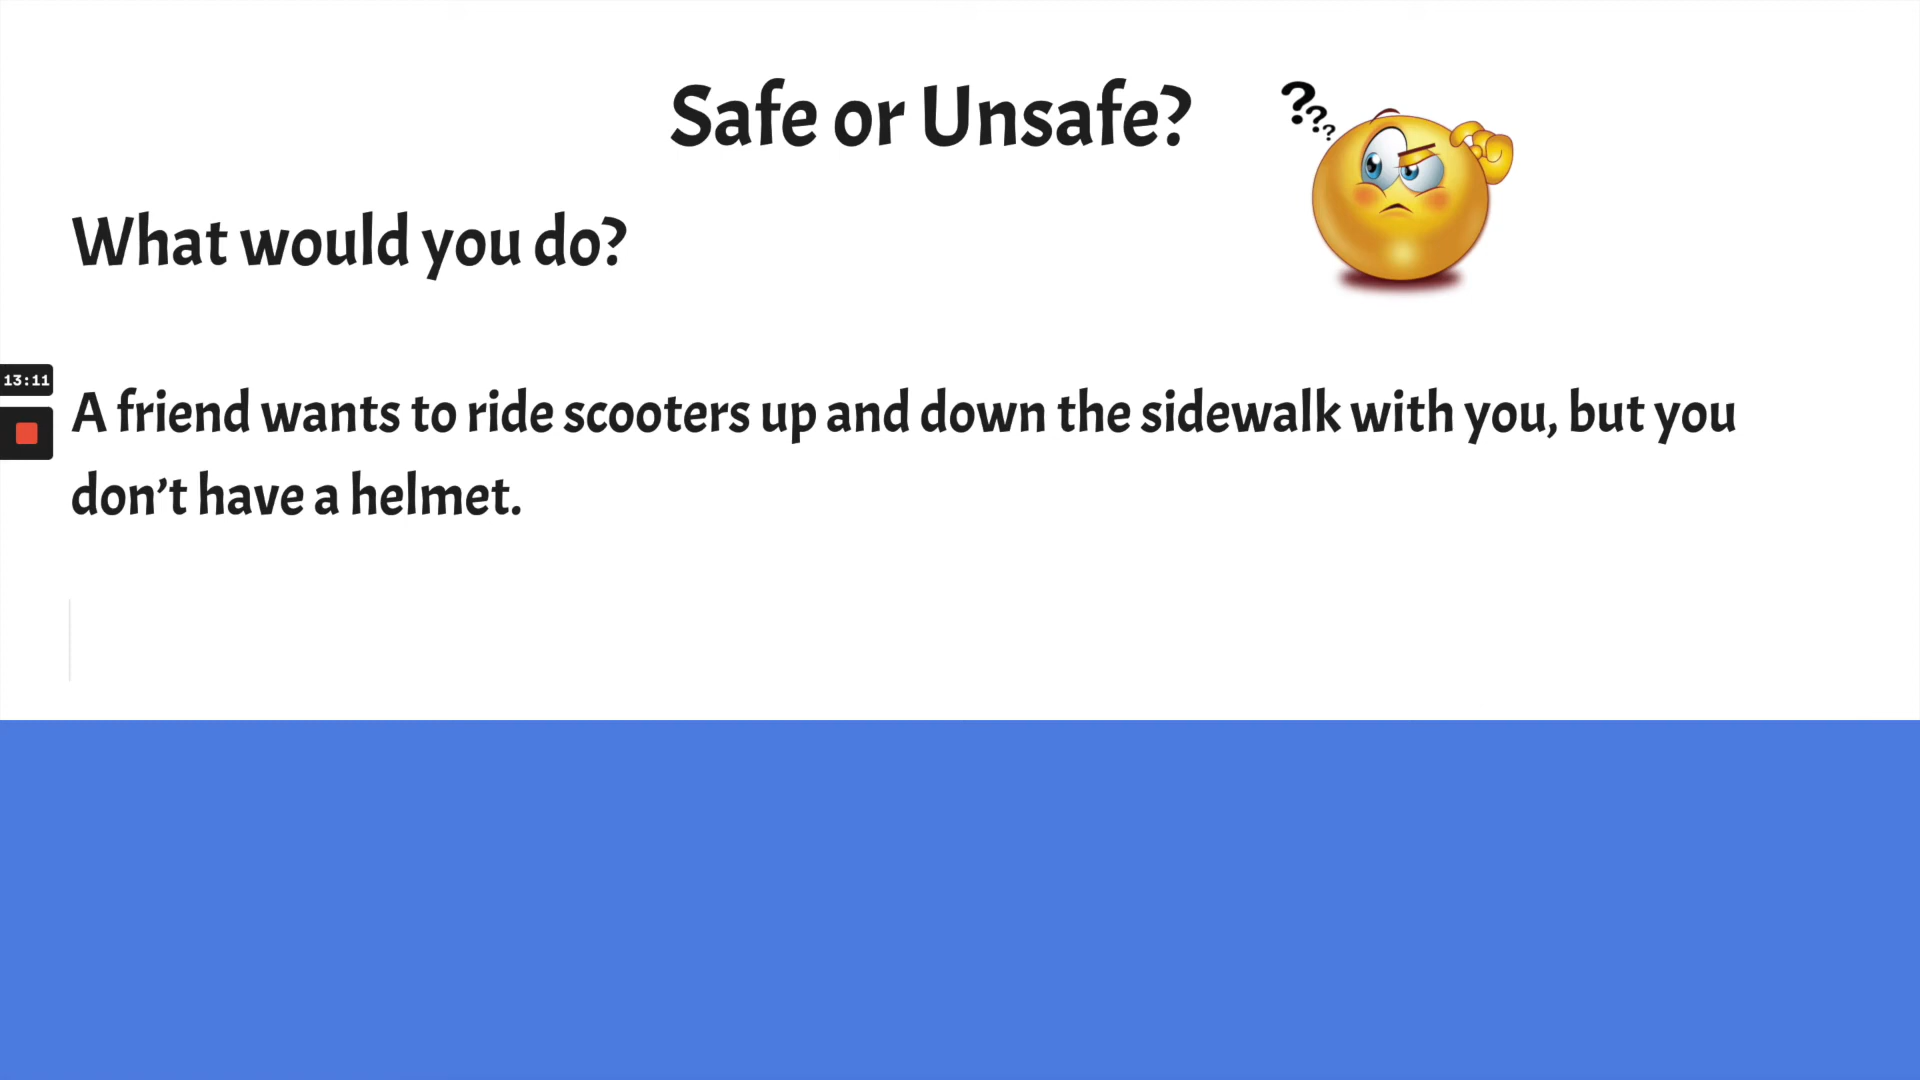 Safe or Unsafe?
???
What would you do?
13:11
A friend wants to ride scooters up and down the sidewalk with you, but you
don’t have a helmet.